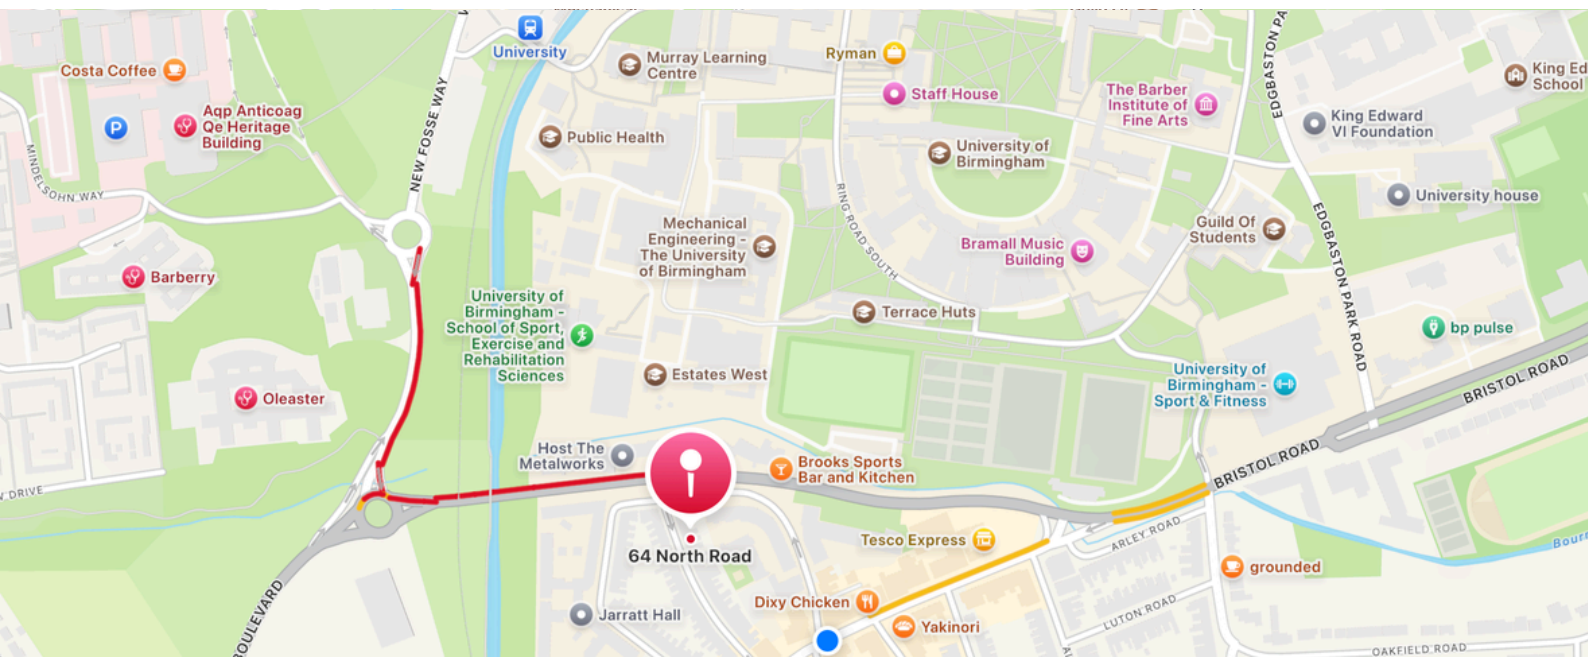 University
Murray Learning
Centre
Ryman
Staff House
Costa Coffee
Aqp Anticoag
Qe Heritage
Building
P
NEW FOSSE WAY
Public Health
The Barber
Institute of
Fine Arts
EDGBASTON PA
King Ed
School
King Edward
VI Foundation
University of
Birmingham
MINDELSOHN WAY
University house
RING ROAD SOUTH
Mechanical
Engineering -
The University
of Birmingham
Guild Of
Students
EDGBASTON PARK ROAD
Bramall Music
Building
Barberry
University of
Birmingham -
School of Sport,
Exercise and
Rehabilitation
Sciences
Terrace Huts
bp pulse
Estates West
University of
Birmingham -
Sport & Fitness
BRISTOL ROAD
Oleaster
Host The
Metalworks
Brooks Sports
Bar and Kitchen
BRISTOL ROAD
DRIVE
Tesco Express
ARLEY ROAD
Bourn
64 North Road
grounded
Dixy Chicken
Jarratt Hall
Yakinori
LUTON ROAD
BOULEVARD
OAKFIELD ROAD